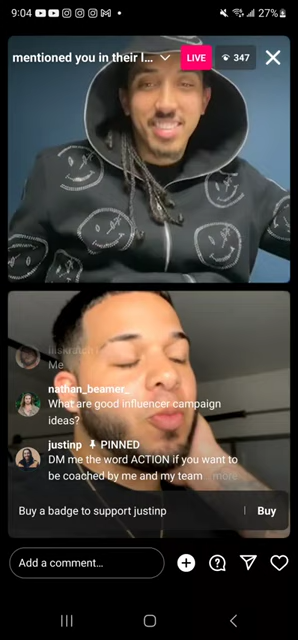 9:04
27%
mentioned you in their l...
LIVE
347
Me
nathan_beamer_
What are good influencer campaign
ideas?
justinp PINNED
DM me the word ACTION if you want to
be coached by me and my team ... more
Buy a badge to support justinp
Buy
Add a comment...